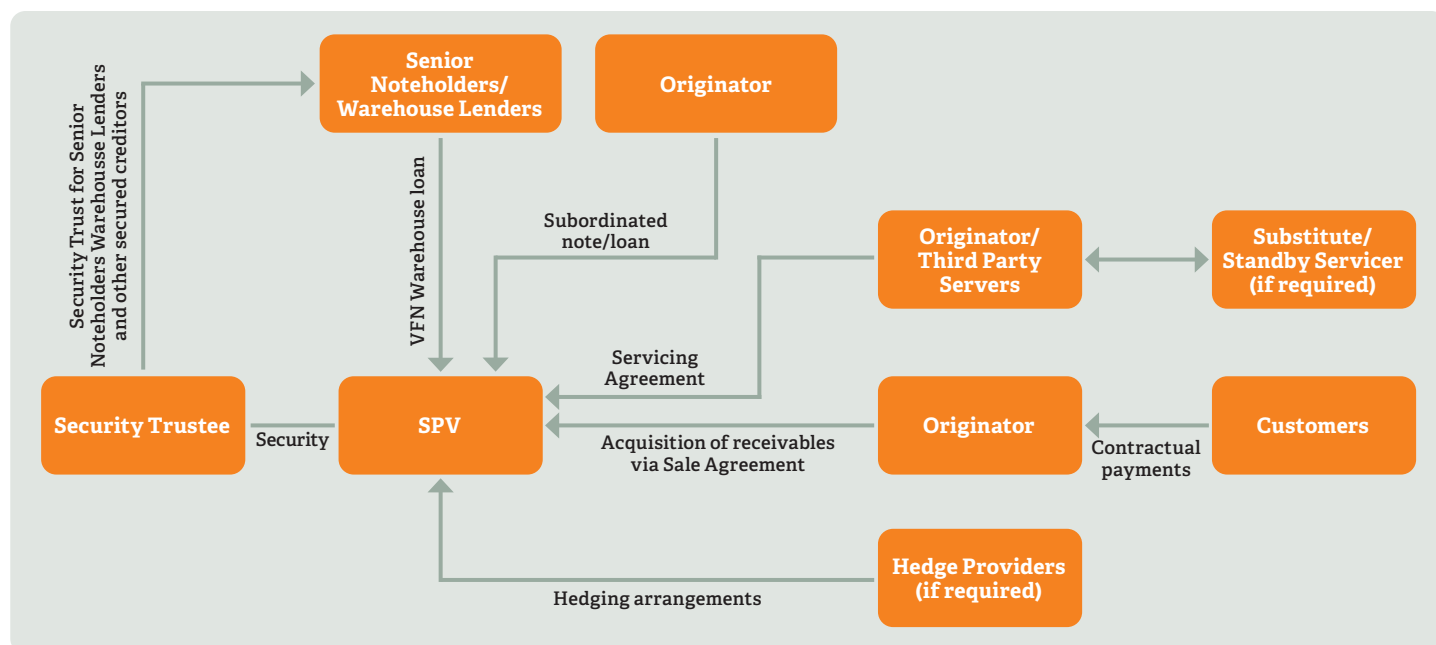 Security Trust for Senior
Noteholders Warehousse Lenders
and other secured creditors
Senior
Noteholders/
Warehouse Lenders
Originator
VFN Warehouse loan
Subordinated
note/loan
Originator/
Third Party
Servers
Substitute/
Standby Servicer
(if required)
Servicing
Agreement
Security Trustee
Security
SPV
Acquisition of receivables
via Sale Agreement
Originator
Contractual
payments
Customers
Hedging arrangements
Hedge Providers
(if required)